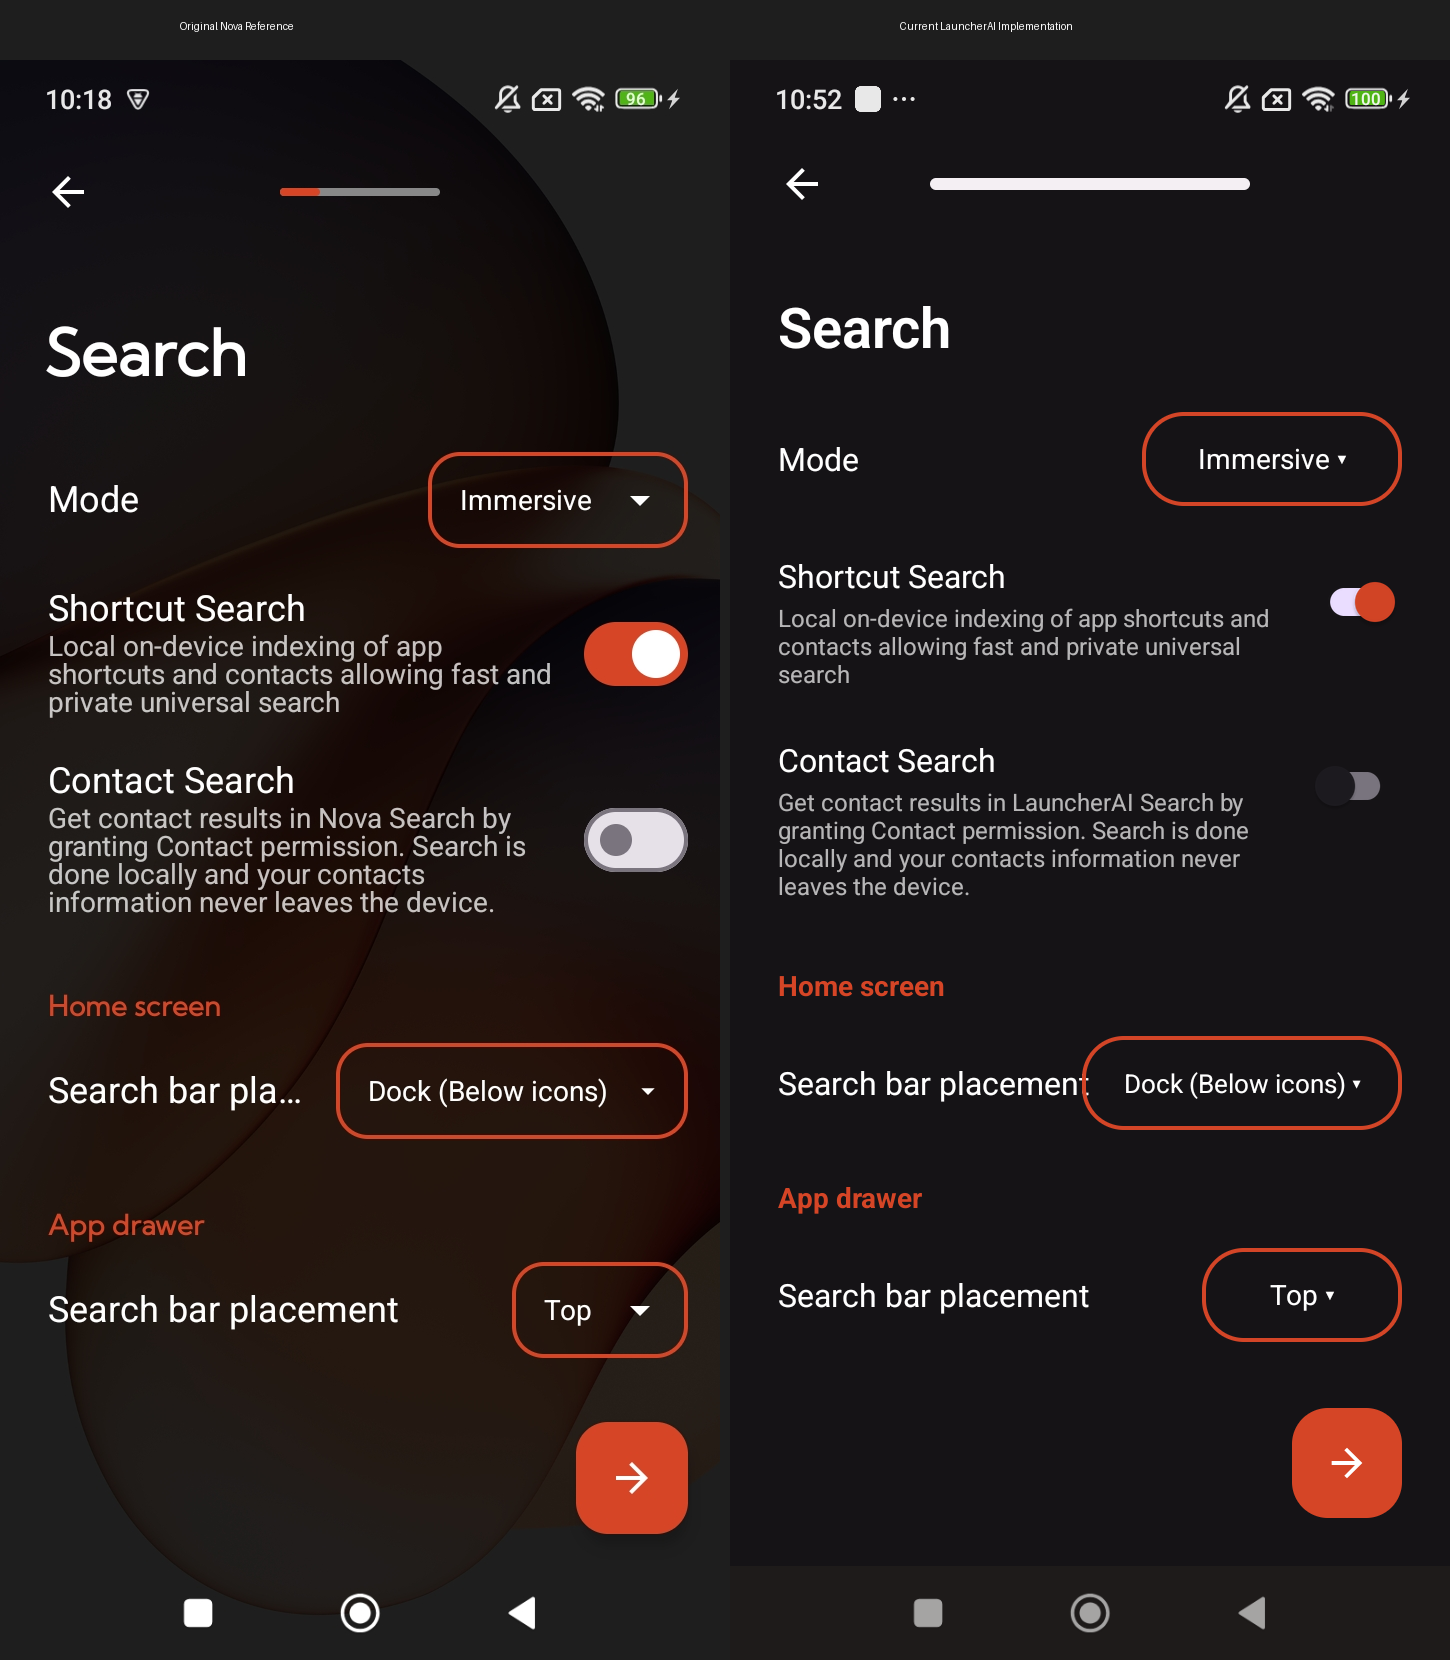 Original Nova Reference
10:18
96
Search
Mode
Immersive
Shortcut Search
Local on-device indexing of app
shortcuts and contacts allowing fast and
private universal search
Contact Search
Get contact results in Nova Search by
granting Contact permission. Search is
done locally and your contacts
information never leaves the device.
Home screen
Search bar pla...
Dock (Below icons)
App drawer
Search bar placement
Top
Current LauncherAI Implementation
10:52
...
100
Search
Mode
Immersive
Shortcut Search
Local on-device indexing of app shortcuts and
contacts allowing fast and private universal
search
Contact Search
Get contact results in LauncherAI Search by
granting Contact permission. Search is done
locally and your contacts information never
leaves the device.
Home screen
Search bar placement
Dock (Below icons)
App drawer
Search bar placement
Top